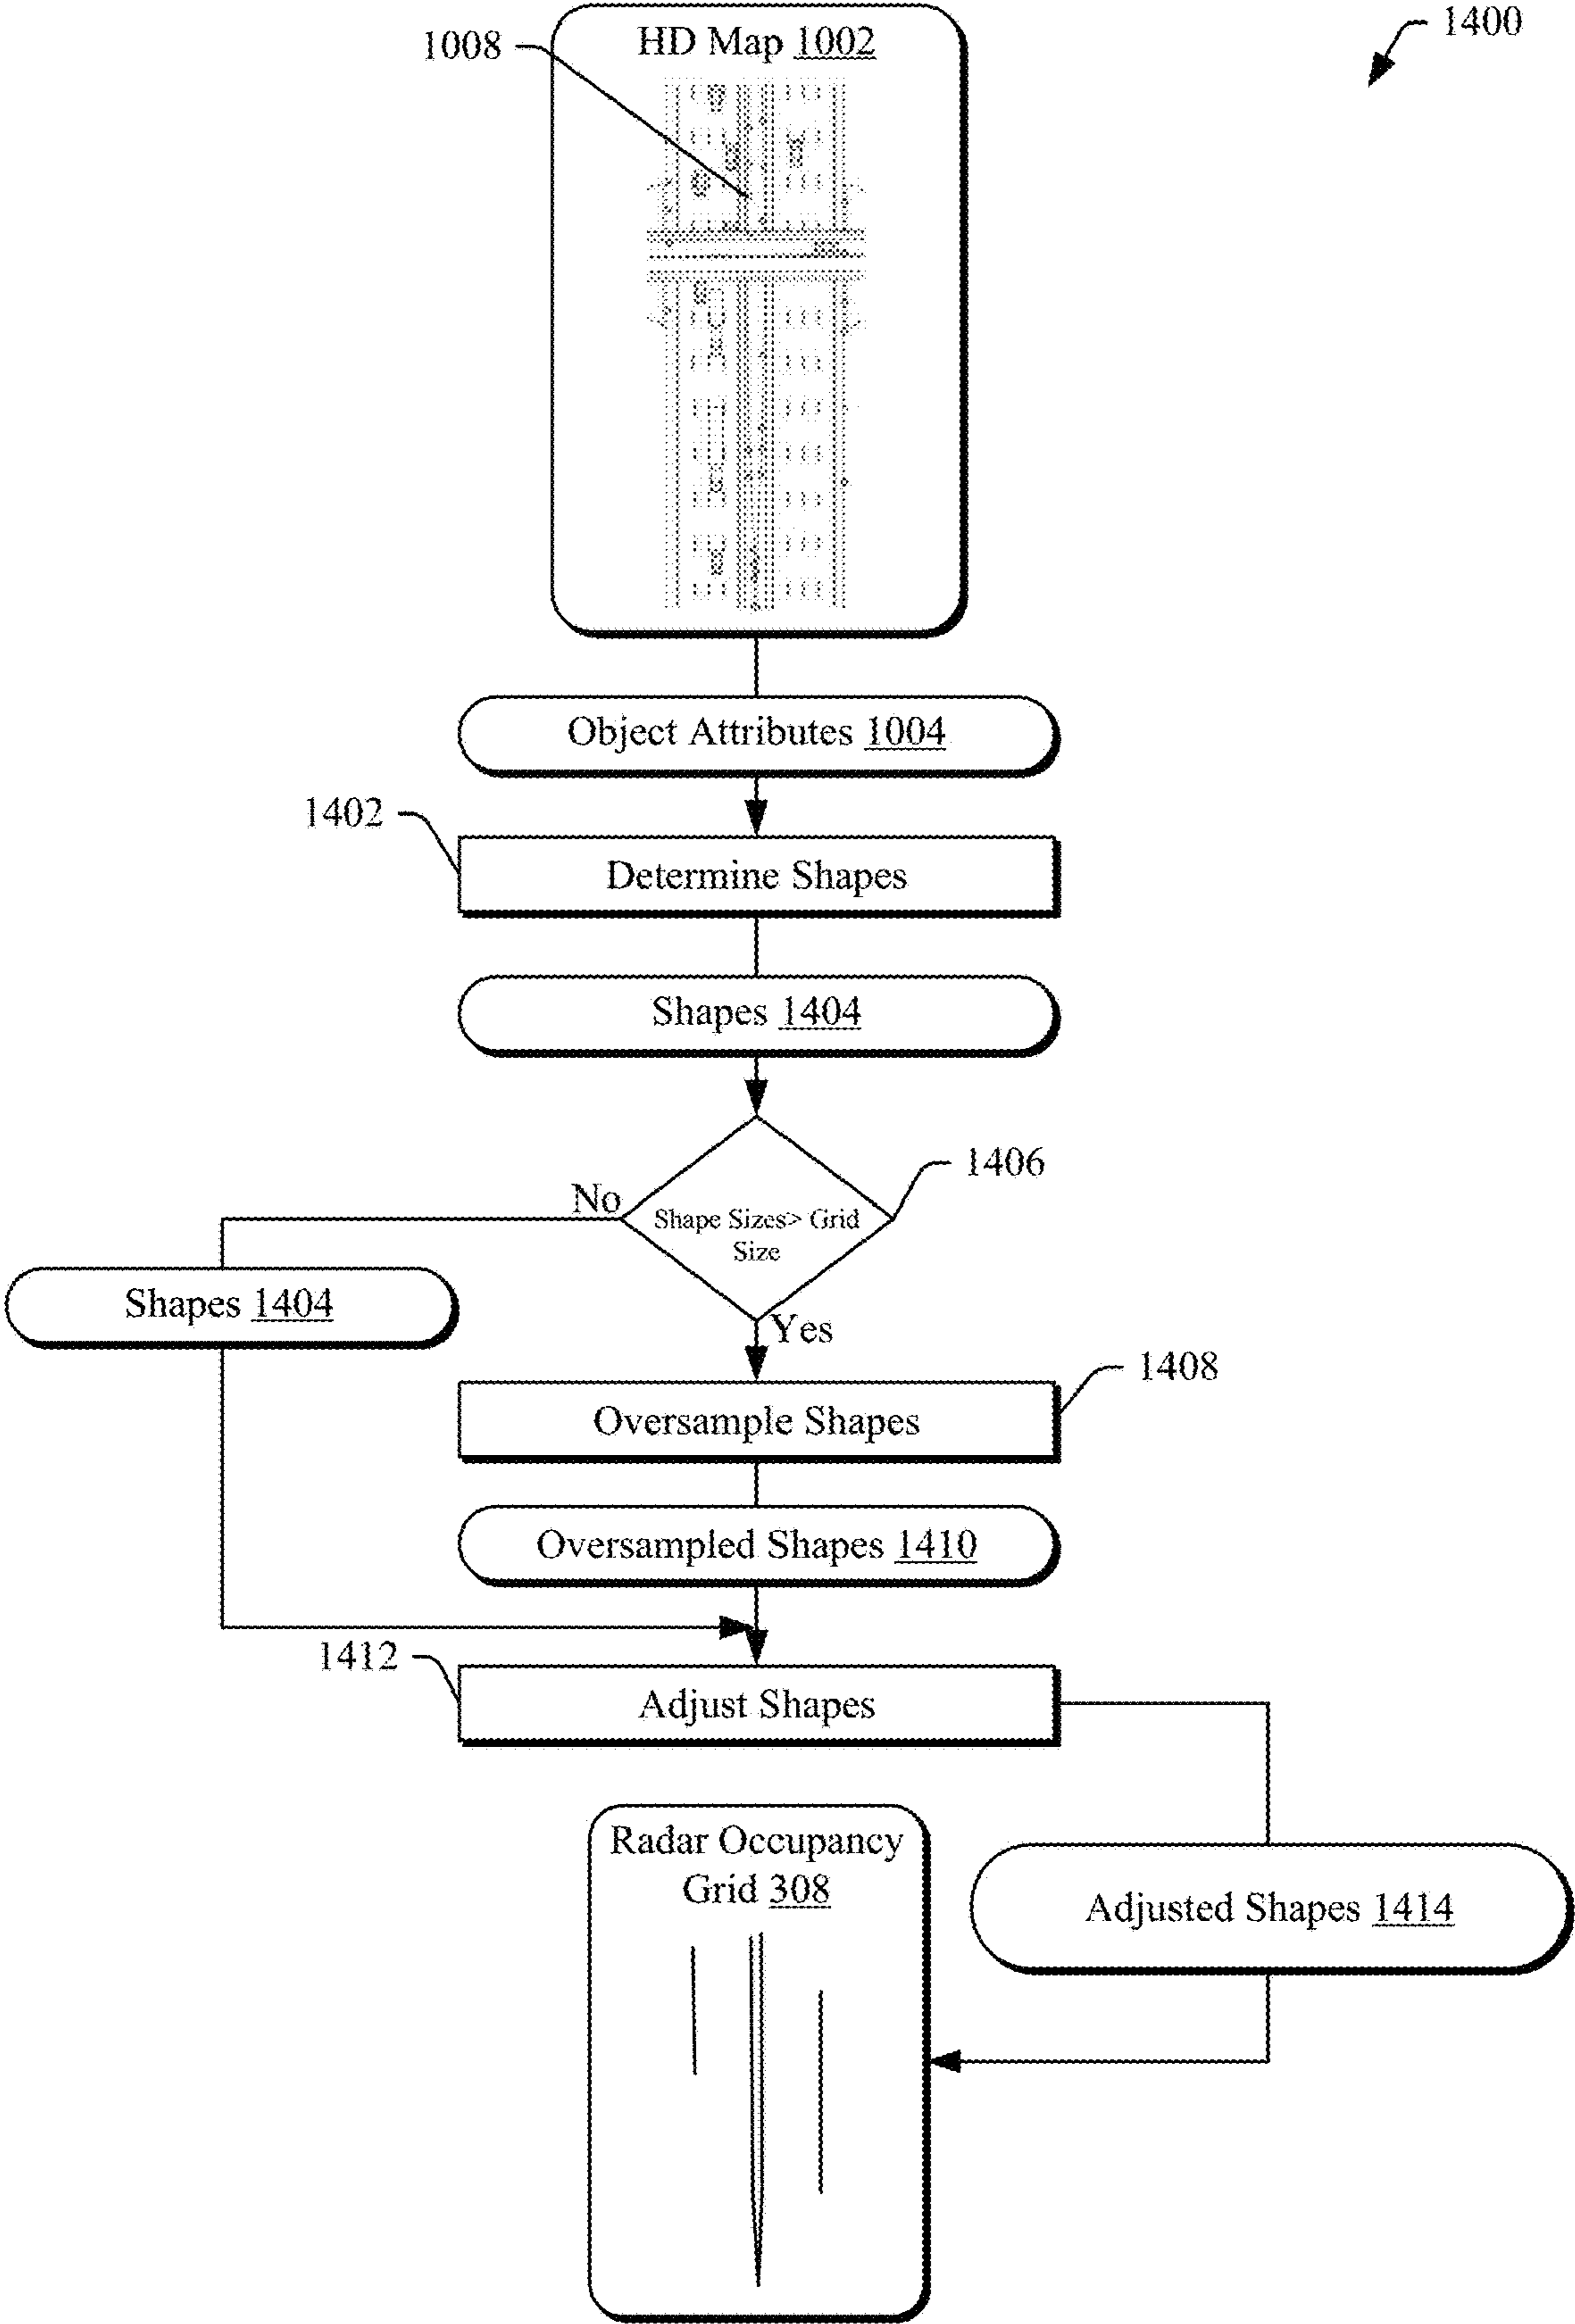 1400
HD Map 1002
1008
Object Attributes 1004
1402
Determine Shapes
Shapes 1404
1406
No
Shape Sizes> Grid
Size
Shapes 1404
Yes
1408
Oversample Shapes
Oversampled Shapes 1410
1412
Adjust Shapes
Radar Occupancy
Grid 308
Adjusted Shapes 1414